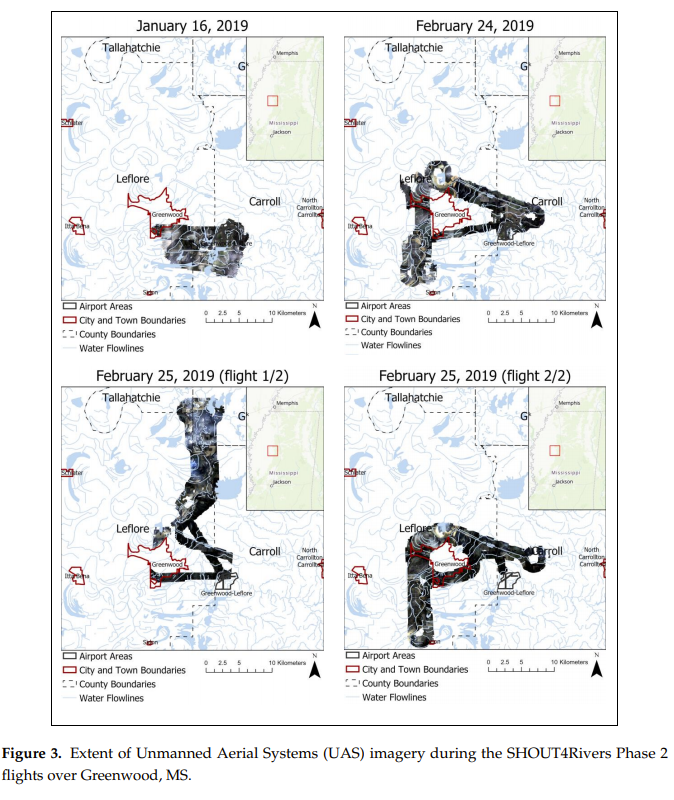 January 16, 2019
Tallahatchie
G
Memphis
Mississippi
Jackson
Leflore
Carroll
North
Carrollton
Greenwood
Itta Bena
Sidon
Airport Areas
City and Town Boundaries
County Boundaries
Water Flowlines
0 2.5 5 10 Kilometers
N
February 24, 2019
Tallahatchie
G
Memphis
Mississippi
Jackson
Leflore
Carroll
North
Carrollton
Greenwood
Greenwood-Leflore
Itta Bena
Airport Areas
City and Town Boundaries
County Boundaries
Water Flowlines
0 2.5 5 10 Kilometers
N
February 25, 2019 (flight 1/2)
Tallahatchie
G
Memphis
Mississippi
Jackson
Leflore
Carroll
North
Carrollton
Greenwood
Greenwood-Leflore
Itta Bena
Airport Areas
City and Town Boundaries
County Boundaries
Water Flowlines
0 2.5 5 10 Kilometers
N
February 25, 2019 (flight 2/2)
Tallahatchie
G
Memphis
Mississippi
Jackson
Leflore
Carroll
North
Carrollton
Greenwood
Greenwood-Leflore
Itta Bena
Airport Areas
City and Town Boundaries
County Boundaries
Water Flowlines
0 2.5 5 10 Kilometers
N
Figure 3. Extent of Unmanned Aerial Systems (UAS) imagery during the SHOUT4Rivers Phase 2
flights over Greenwood, MS.